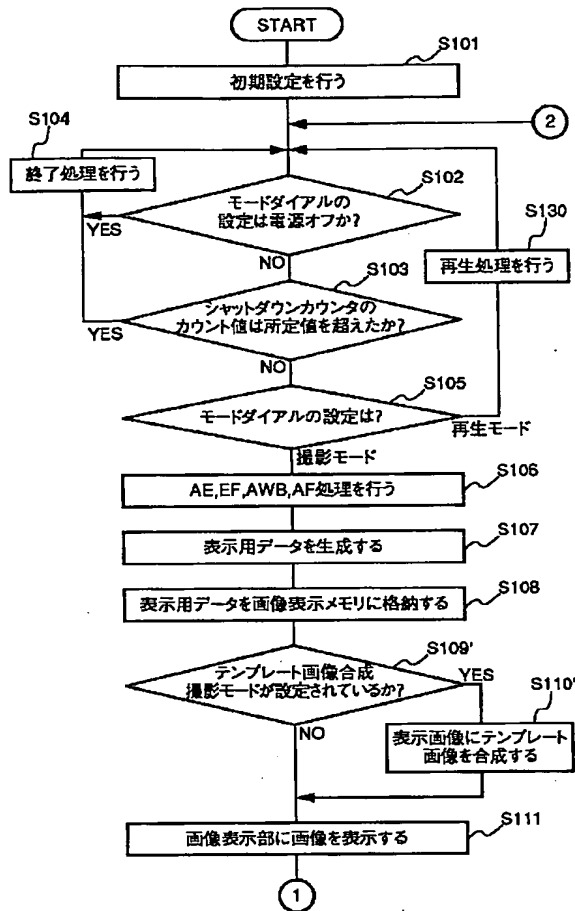 START
S101
初期設定を行う
2
S104
終了処理を行う
S102
モードダイアルの
設定は電源オフか?
YES
NO
S130
再生処理を行う
S103
シャットダウンカウンタの
カウント値は所定値を超えたか?
YES
NO
S105
モードダイアルの設定は?
再生モード
撮影モード
S106
AE,EF,AWB,AF処理を行う
S107
表示用データを生成する
S108
表示用データを画像表示メモリに格納する
S109'
テンプレート画像合成
撮影モードが設定されているか?
YES
NO
S110'
表示画像にテンプレート
画像を合成する
S111
画像表示部に画像を表示する
1